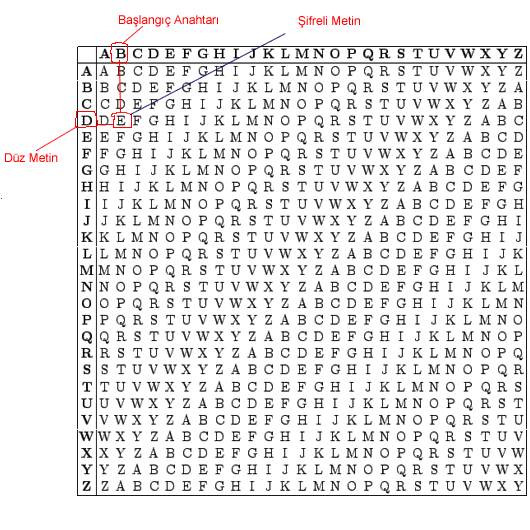 Başlangıç Anahtarı
Şifreli Metin
A B C D E F G H I J K L M N O P Q R S T U V W X Y Z
A A B C D E F G H I J K L M N O P Q R S T U V W X Y Z
B B C D E F G H I J K L M N O P Q R S T U V W X Y Z A
C C D E F G H I J K L M N O P Q R S T U V W X Y Z A B
D D E F G H I J K L M N O P Q R S T U V W X Y Z A B C
E E F G H I J K L M N O P Q R S T U V W X Y Z A B C D
Düz Metin
F F G H I J K L M N O P Q R S T U V W X Y Z A B C D E
G G H I J K L M N O P Q R S T U V W X Y Z A B C D E F
H H I J K L M N O P Q R S T U V W X Y Z A B C D E F G
I I J K L M N O P Q R S T U V W X Y Z A B C D E F G H
J J K L M N O P Q R S T U V W X Y Z A B C D E F G H I
K K L M N O P Q R S T U V W X Y Z A B C D E F G H I J
L L M N O P Q R S T U V W X Y Z A B C D E F G H I J K
M M N O P Q R S T U V W X Y Z A B C D E F G H I J K L
N N O P Q R S T U V W X Y Z A B C D E F G H I J K L M
O O P Q R S T U V W X Y Z A B C D E F G H I J K L M N
P P Q R S T U V W X Y Z A B C D E F G H I J K L M N O
Q Q R S T U V W X Y Z A B C D E F G H I J K L M N O P
R R S T U V W X Y Z A B C D E F G H I J K L M N O P Q
S S T U V W X Y Z A B C D E F G H I J K L M N O P Q R
T T U V W X Y Z A B C D E F G H I J K L M N O P Q R S
U U V W X Y Z A B C D E F G H I J K L M N O P Q R S T
V V W X Y Z A B C D E F G H I J K L M N O P Q R S T U
W W X Y Z A B C D E F G H I J K L M N O P Q R S T U V
X X Y Z A B C D E F G H I J K L M N O P Q R S T U V W
Y Y Z A B C D E F G H I J K L M N O P Q R S T U V W X
Z Z A B C D E F G H I J K L M N O P Q R S T U V W X Y